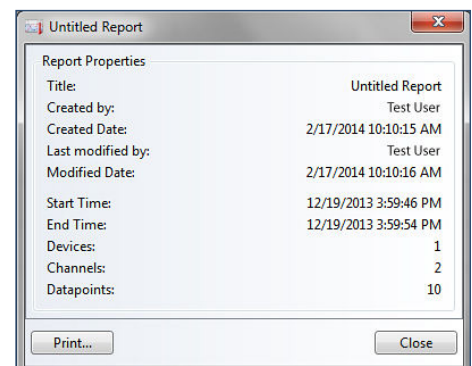 Untitled Report
Report Properties
Title: Untitled Report
Created by: Test User
Created Date: 2/17/2014 10:10:15 AM
Last modified by: Test User
Modified Date: 2/17/2014 10:10:16 AM
Start Time: 12/19/2013 3:59:46 PM
End Time: 12/19/2013 3:59:54 PM
Devices: 1
Channels: 2
Datapoints: 10
Print... Close